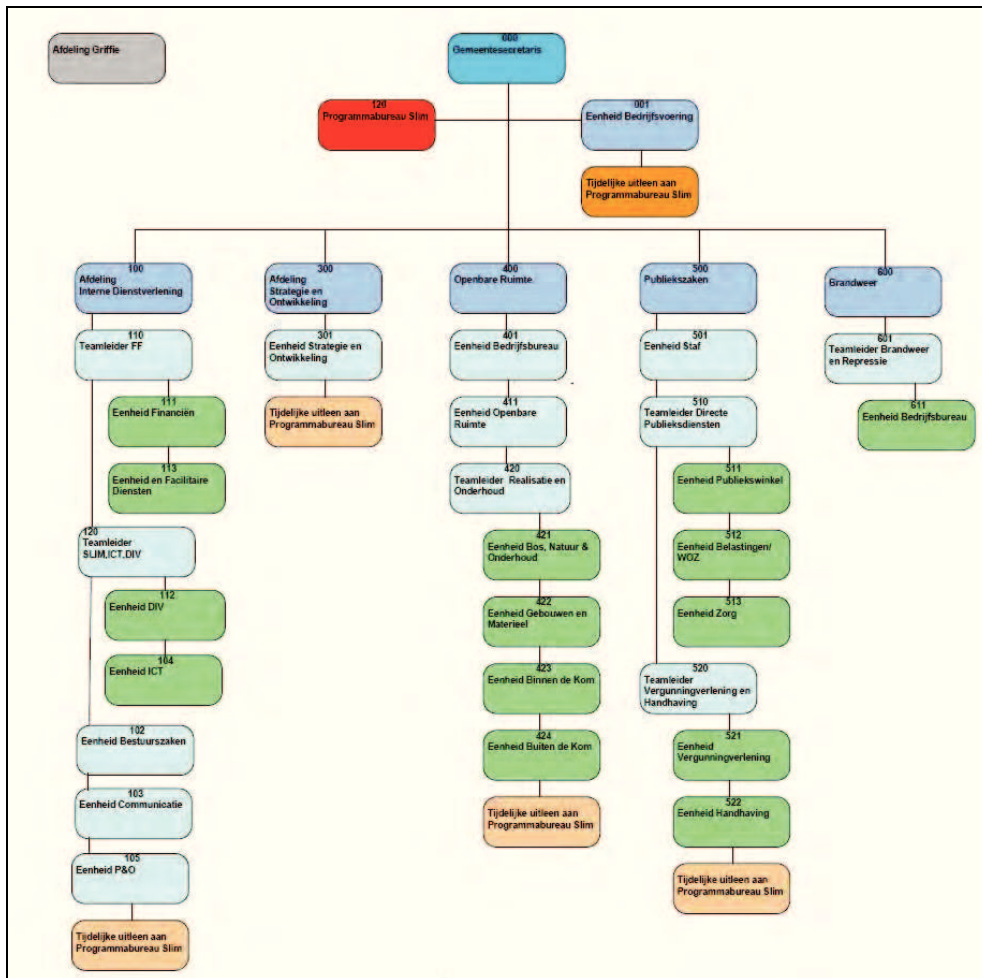 Afdeling Griffie
000
Gemeentesecretaris
120
Programmabureau Slim
001
Eenheid Bedrijfsvoering
Tijdelijke uitleen aan
Programmabureau Slim
100
Afdeling
Interne Dienstverlening
110
Teamleider FF
111
Eenheid Financiën
113
Eenheid en Facilitaire
Diensten
120
Teamleider
SLIM,ICT,DIV
112
Eenheid DIV
104
Eenheid ICT
102
Eenheid Bestuurszaken
103
Eenheid Communicatie
105
Eenheid P&O
Tijdelijke uitleen aan
Programmabureau Slim
300
Afdeling
Strategie en
Ontwikkeling
301
Eenheid Strategie en
Ontwikkeling
Tijdelijke uitleen aan
Programmabureau Slim
400
Openbare Ruimte
401
Eenheid Bedrijfsbureau
411
Eenheid Openbare
Ruimte
420
Teamleider Realisatie en
Onderhoud
421
Eenheid Bos, Natuur &
Onderhoud
422
Eenheid Gebouwen en
Materieel
423
Eenheid Binnen de Kom
424
Eenheid Buiten de Kom
Tijdelijke uitleen aan
Programmabureau Slim
500
Publiekszaken
501
Eenheid Staf
510
Teamleider Directe
Publieksdiensten
511
Eenheid Publiekswinkel
512
Eenheid Belastingen/
WOZ
513
Eenheid Zorg
520
Teamleider
Vergunningverlening en
Handhaving
521
Eenheid
Vergunningverlening
522
Eenheid Handhaving
Tijdelijke uitleen aan
Programmabureau Slim
600
Brandweer
601
Teamleider Brandweer
en Repressie
611
Eenheid Bedrijfsbureau